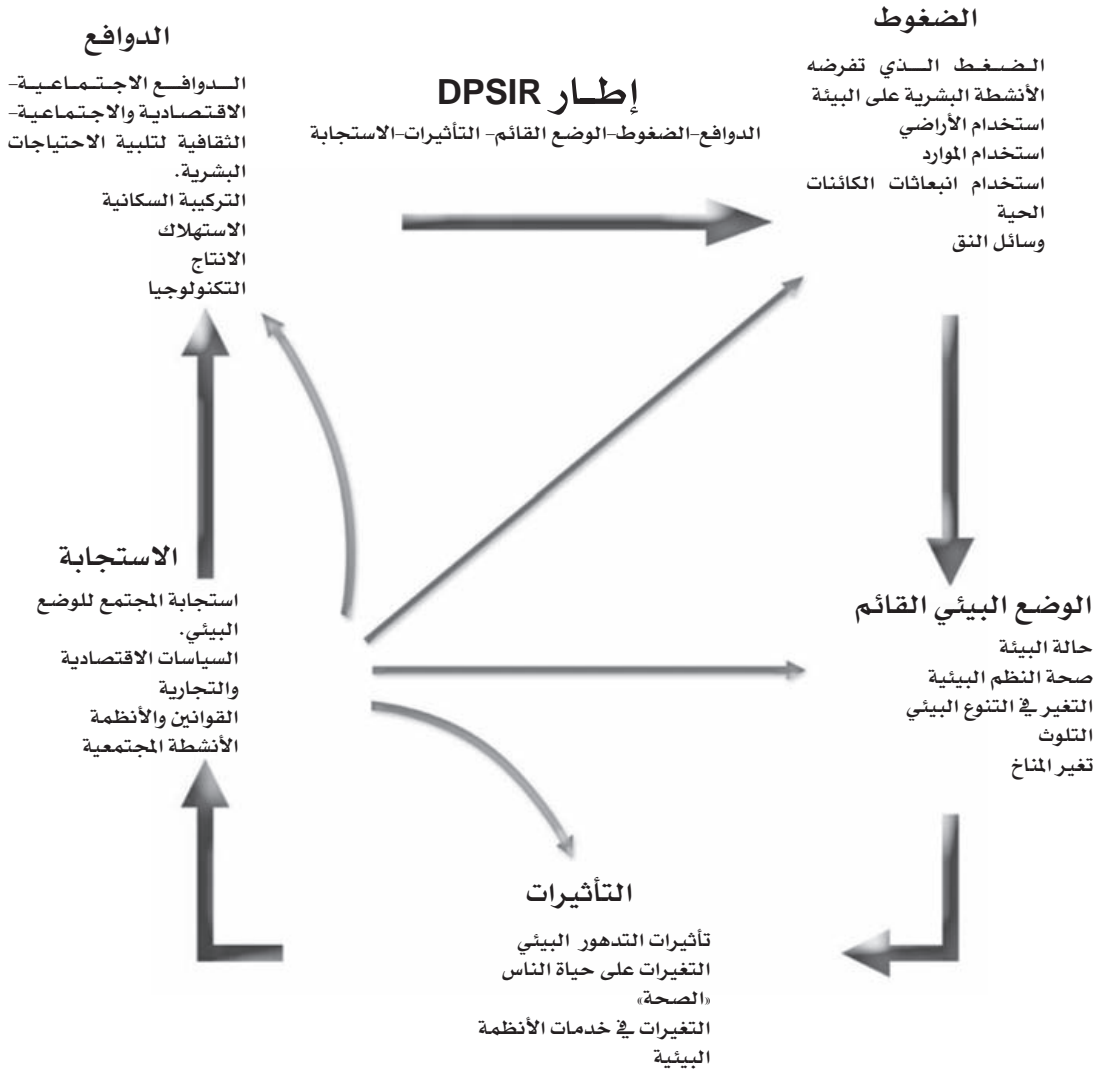 الضغوط
الضغط الذي تفرضه
الأنشطة البشرية على البيئة
استخدام الأراضي
استخدام الموارد
استخدام انبعاثات الكائنات
الحية
وسائل النق
إطار DPSIR
الدوافع-الضغوط-الوضع القائم- التأثيرات-الاستجابة
الدوافع
الدوافع الاجتماعية-
الاقتصادية والاجتماعية-
الثقافية لتلبية الاحتياجات
البشرية.
التركيبة السكانية
الاستهلاك
الانتاج
التكنولوجيا
الوضع البيئي القائم
حالة البيئة
صحة النظم البيئية
التغير في التنوع البيئي
التلوث
تغير المناخ
الاستجابة
استجابة المجتمع للوضع
البيئي.
السياسات الاقتصادية
والتجارية
القوانين والأنظمة
الأنشطة المجتمعية
التأثيرات
تأثيرات التدهور البيئي
التغيرات على حياة الناس
«الصحة»
التغيرات في خدمات الأنظمة
البيئية